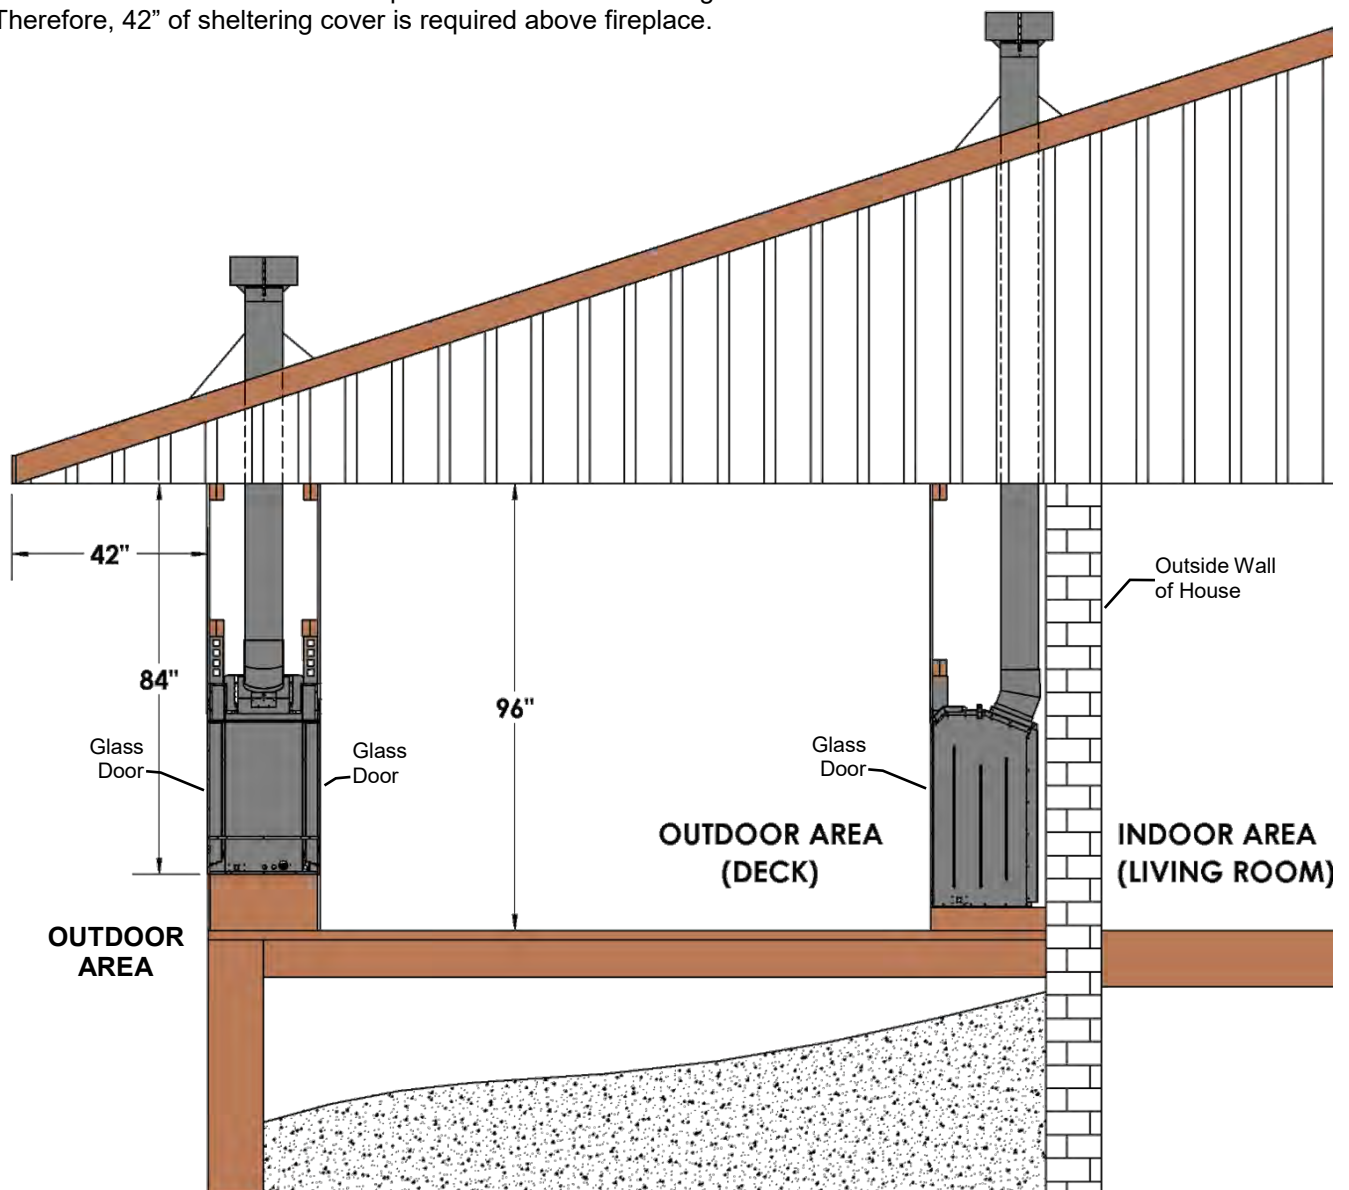 Therefore, 42” of sheltering cover is required above fireplace.
42"
Outside Wall
of House
84"
96"
Glass
Door
Glass
Door
Glass
Door
OUTDOOR AREA
(DECK)
INDOOR AREA
(LIVING ROOM)
OUTDOOR
AREA